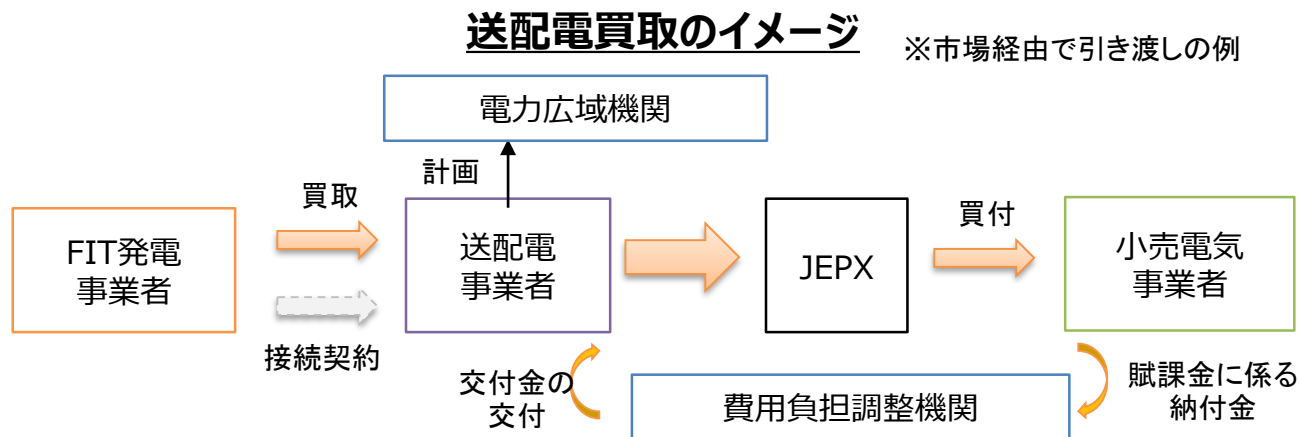 送配電買取のイメージ
※市場経由で引き渡しの例
電力広域機関
計画
買取
買付
FIT発電
事業者
送配電
事業者
JEPX
小売電気
事業者
接続契約
交付金の
交付
費用負担調整機関
賦課金に係る
納付金